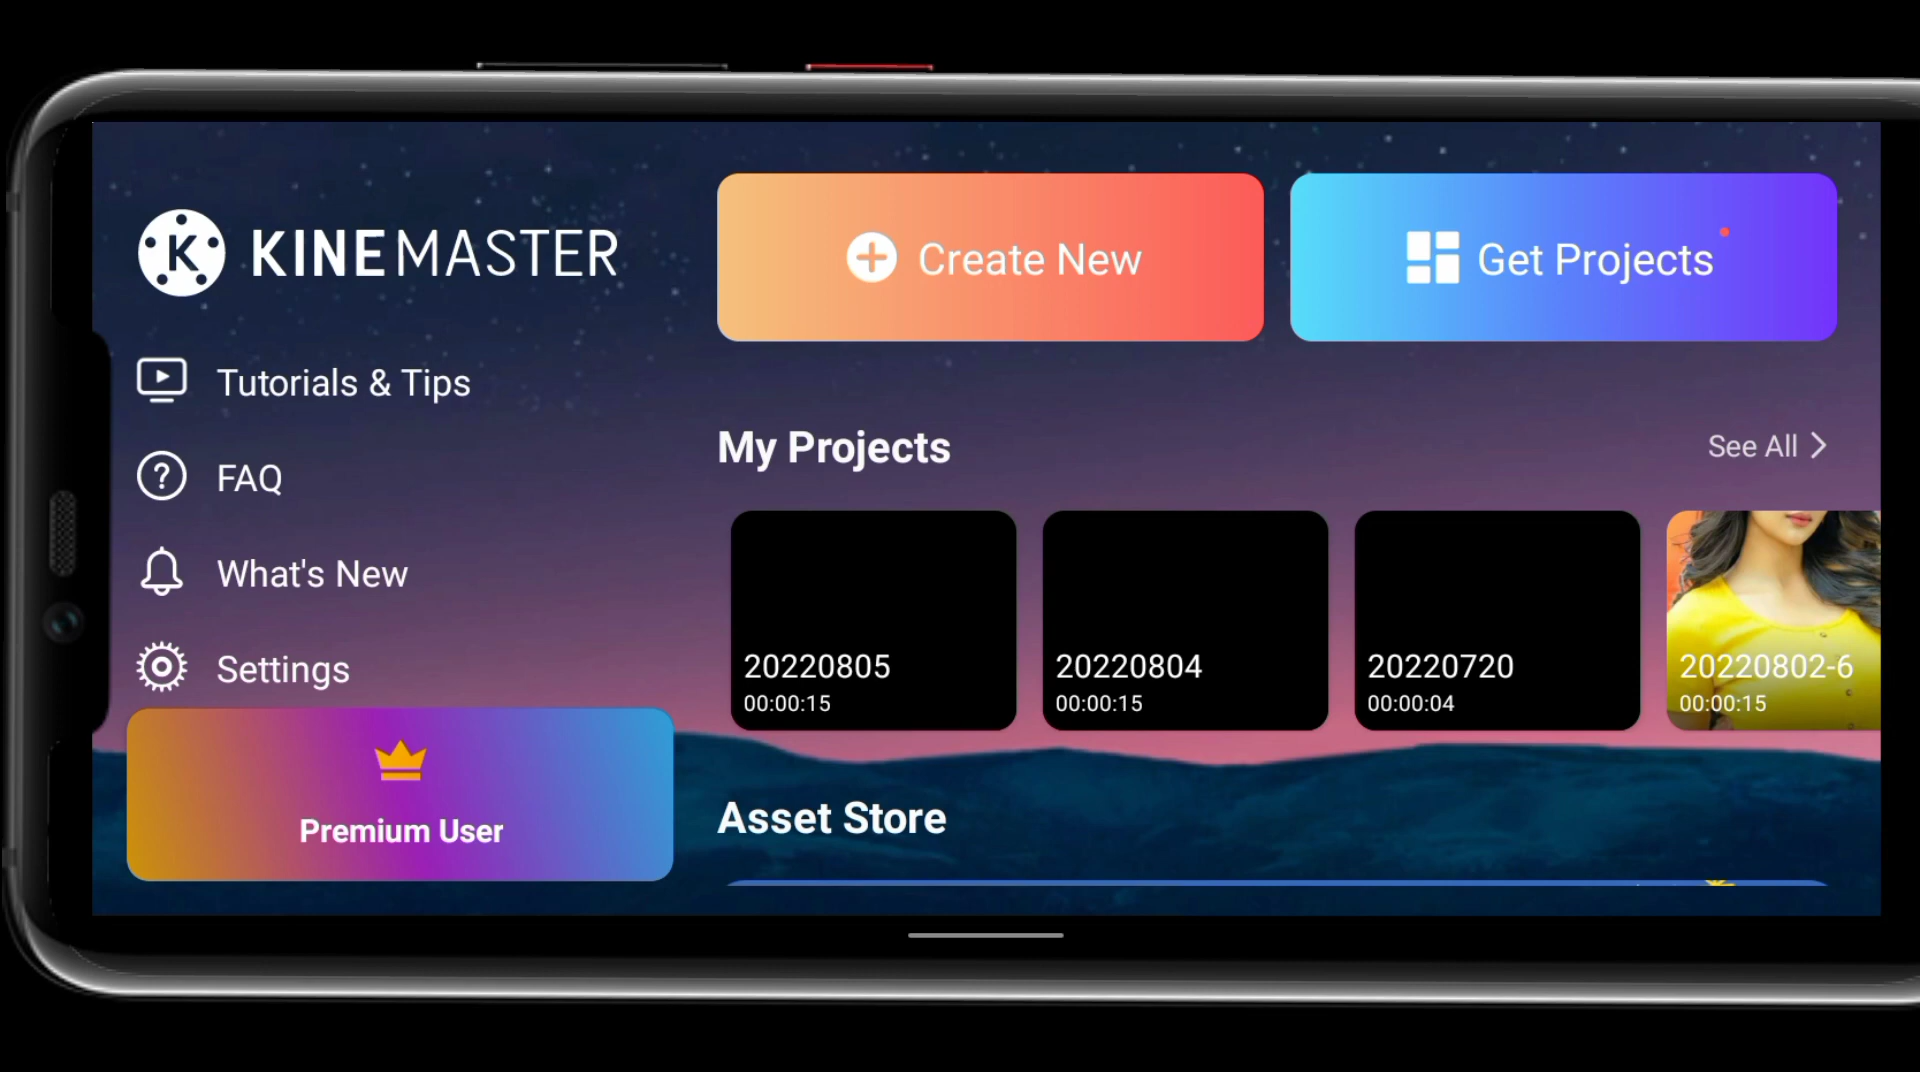 KINEMASTER
Tutorials & Tips
FAQ
What's New
Settings
Premium User
Create New
Get Projects
My Projects
See All
20220805
00:00:15
20220804
00:00:15
20220720
00:00:04
20220802-6
00:00:15
Asset Store